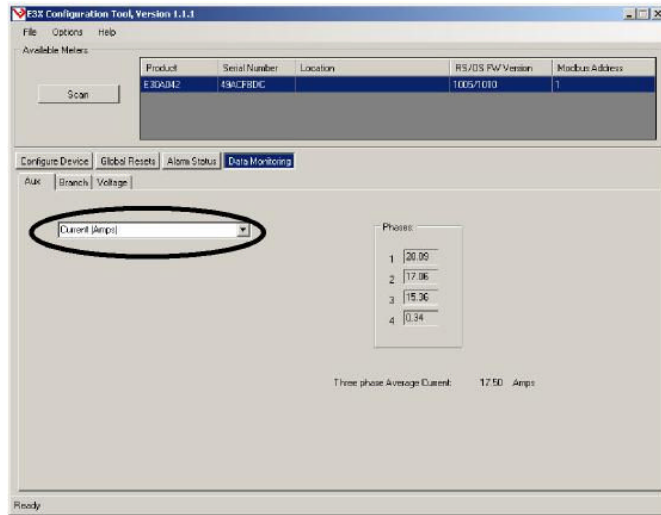 E3X Configuration Tool, Version 1.1.1
File Options Help
Available Meters
Product Serial Number Location RS/OS FW Version Modbus Address
Scan
E30A042 49ACFBDC 1005/1010 1
Configure Device Global Resets Alarm Status Data Monitoring
Aux Branch Voltage
Current (Amps)
Phases
1 20.09
2 17.06
3 15.36
4 0.34
Three phase Average Current: 17.50 Amps
Ready